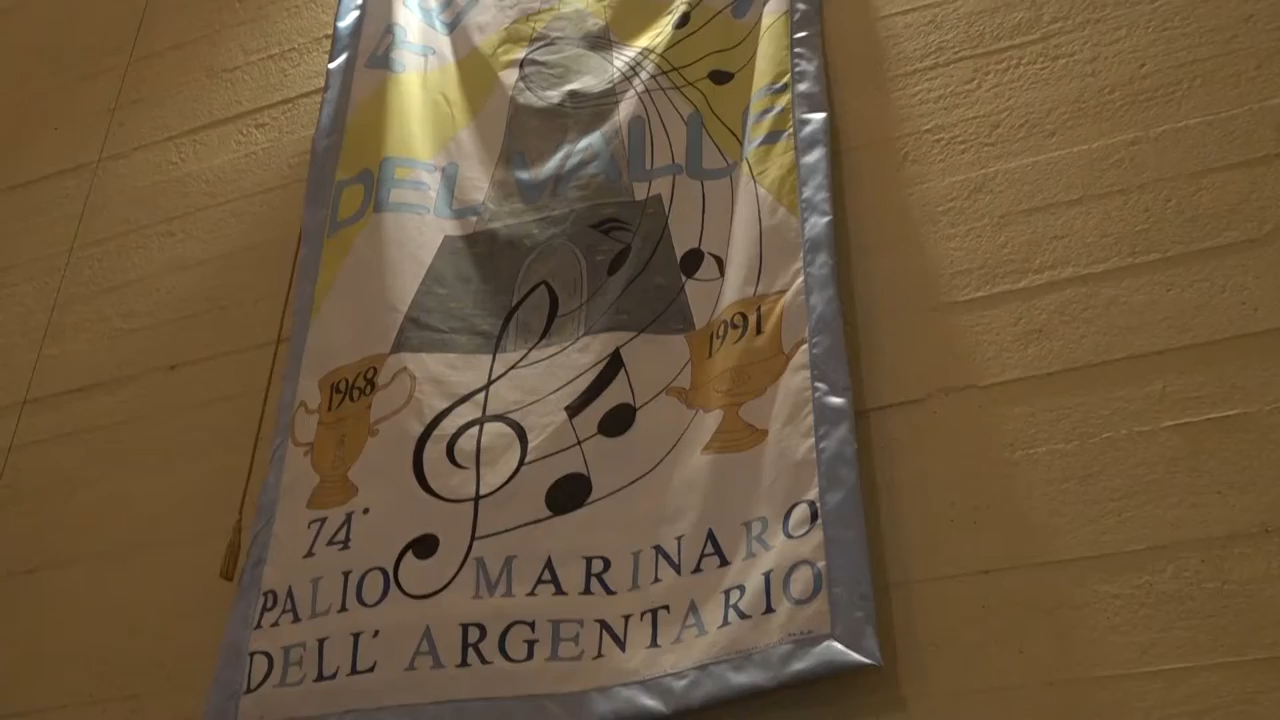 DEL VALLE
1991
1968
74°
PALIO MARINARO
DELL' ARGENTARIO